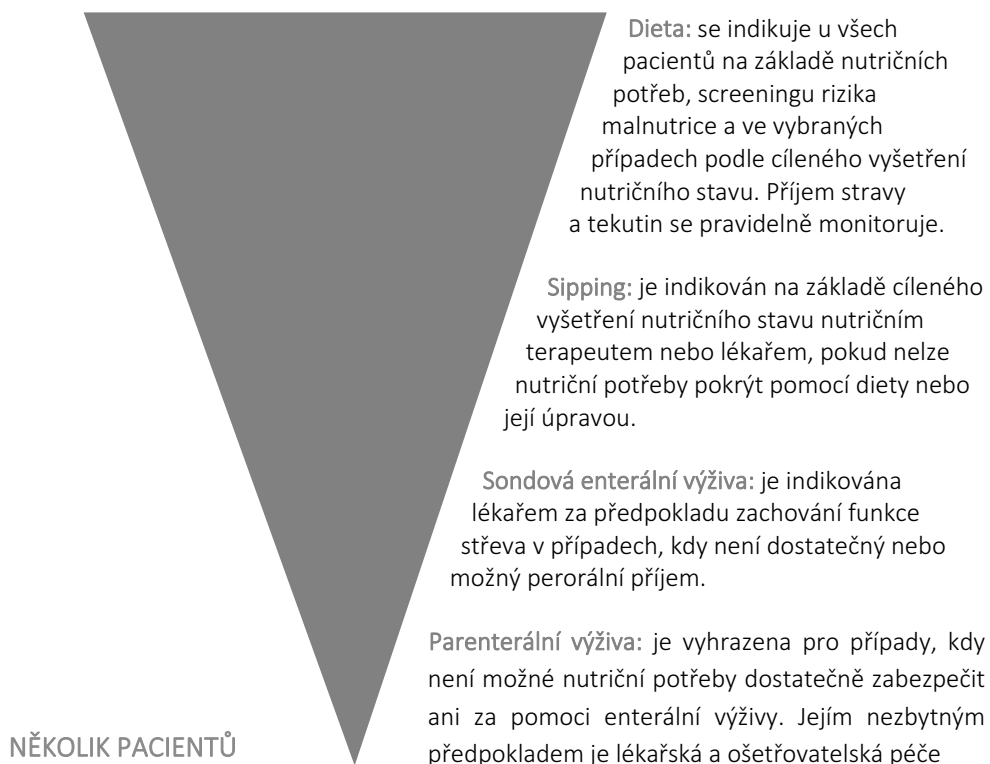 Dieta: se indikuje u všech
pacientů na základě nutričních
potřeb, screeningu rizika
malnutrice a ve vybraných
případech podle cíleného vyšetření
nutričního stavu. Příjem stravy
a tekutin se pravidelně monitoruje.
Sipping: je indikován na základě cíleného
vyšetření nutričního stavu nutričním
terapeutem nebo lékařem, pokud nelze
nutriční potřeby pokrýt pomocí diety nebo
její úpravou.
Sondová enterální výživa: je indikována
lékařem za předpokladu zachování funkce
střeva v případech, kdy není dostatečný nebo
možný perorální příjem.
Parenterální výživa: je vyhrazena pro případy, kdy
není možné nutriční potřeby dostatečně zabezpečit
ani za pomoci enterální výživy. Jejím nezbytným
předpokladem je lékařská a ošetřovatelská péče
NĚKOLIK PACIENTŮ